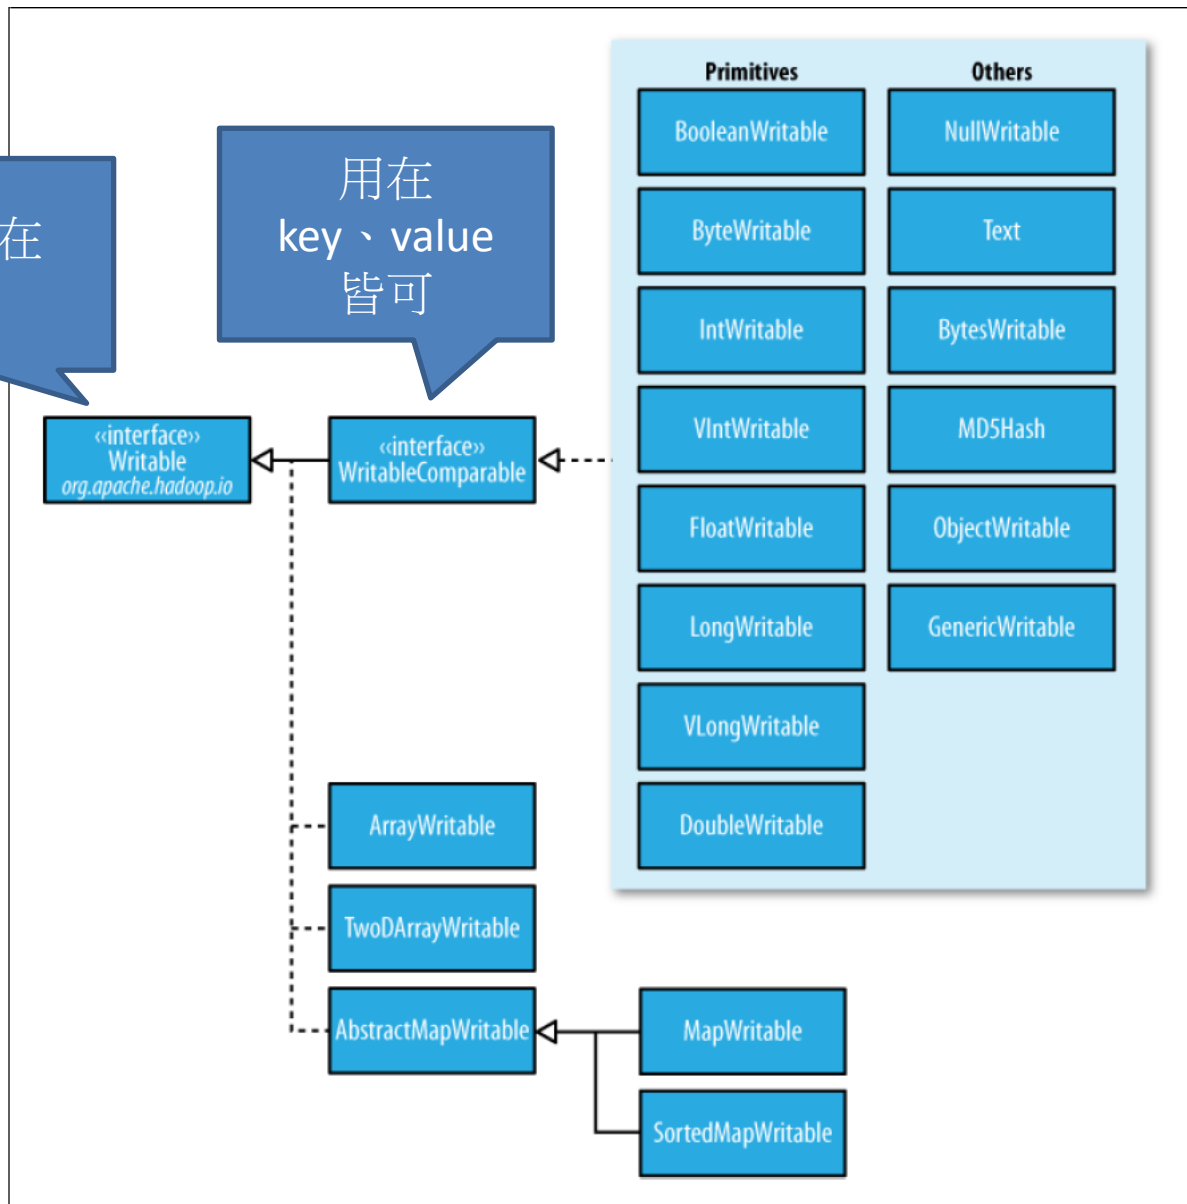 在
用在
key、value
皆可
Primitives
Others
BooleanWritable
NullWritable
ByteWritable
Text
IntWritable
BytesWritable
VIntWritable
MD5Hash
FloatWritable
ObjectWritable
LongWritable
GenericWritable
VLongWritable
DoubleWritable
‹‹interface››
Writable
org.apache.hadoop.io
‹‹interface››
WritableComparable
ArrayWritable
TwoDArrayWritable
AbstractMapWritable
MapWritable
SortedMapWritable